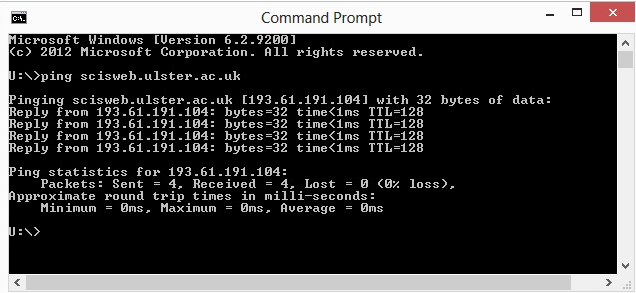 Command Prompt
Microsoft Windows [Version 6.2.9200]
(c) 2012 Microsoft Corporation. All rights reserved.
U:\>ping scisweb.ulster.ac.uk
Pinging scisweb.ulster.ac.uk [193.61.191.104] with 32 bytes of data:
Reply from 193.61.191.104: bytes=32 time<1ms TTL=128
Reply from 193.61.191.104: bytes=32 time<1ms TTL=128
Reply from 193.61.191.104: bytes=32 time<1ms TTL=128
Reply from 193.61.191.104: bytes=32 time<1ms TTL=128
Ping statistics for 193.61.191.104:
    Packets: Sent = 4, Received = 4, Lost = 0 (0% loss),
Approximate round trip times in milli-seconds:
    Minimum = 0ms, Maximum = 0ms, Average = 0ms
U:\>